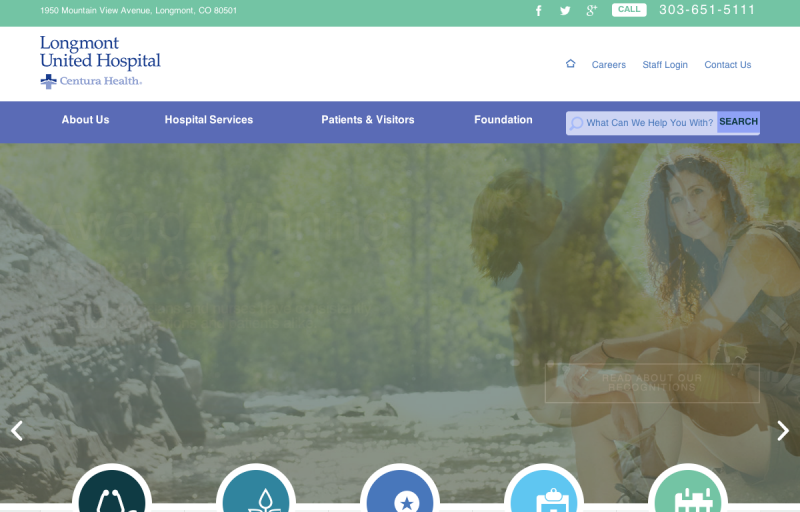 1950 Mountain View Avenue, Longmont, CO 80501
CALL 303-651-5111
Longmont
United Hospital
Centura Health.
Careers Staff Login Contact Us
About Us Hospital Services Patients & Visitors Foundation What Can We Help You With? SEARCH
READ ABOUT OUR
RECOGNITIONS